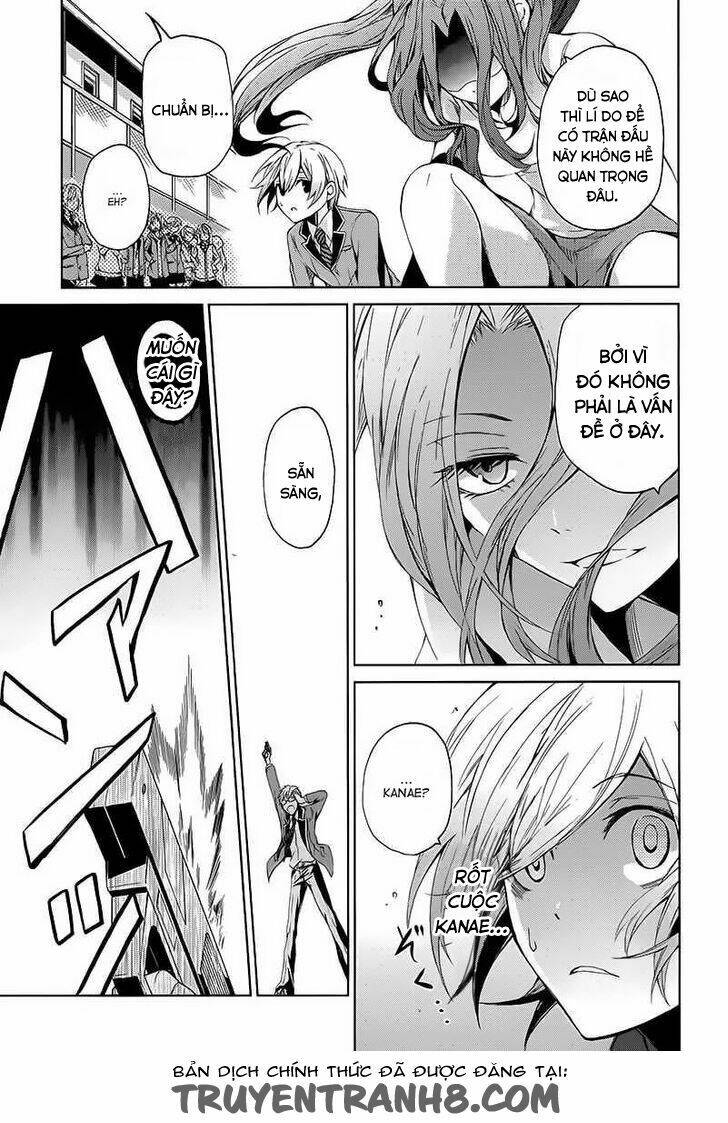 DÙ SAO
THÌ LÍ DO ĐỂ
CÓ TRẬN ĐẤU
NÀY KHÔNG HỀ
QUAN TRỌNG
ĐÂU.
CHUẨN BỊ...
...
EH?
BỞI VÌ
ĐÓ KHÔNG
PHẢI LÀ VẤN
ĐỀ Ở ĐÂY.
...
KANAE?
RỐT
CUỘC
KANAE...
SẴN
SÀNG,
MUỐN
CÁI GÌ
ĐÂY?
BẢN DỊCH CHÍNH THỨC ĐÃ ĐƯỢC ĐĂNG TẠI:
TRUYENTRANH8.COM